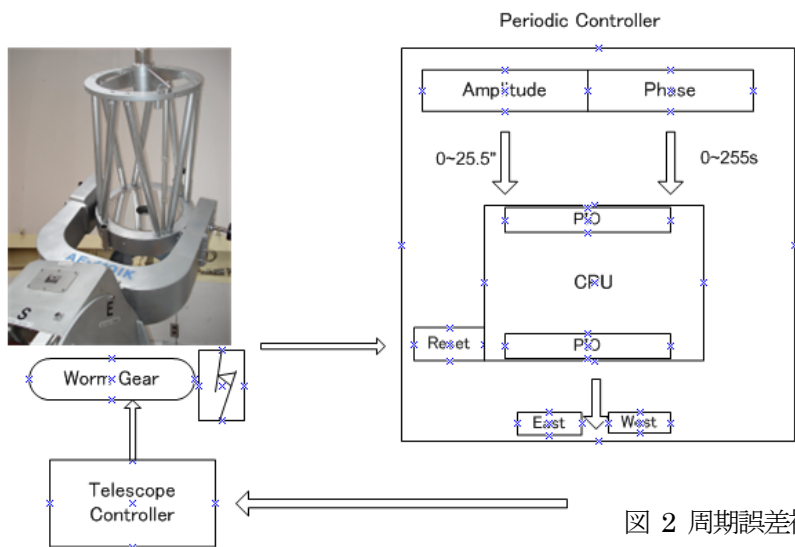 Periodic Controller
Amplitude
Phase
0~25.5"
0~255s
PIO
CPU
Reset
PIO
East
West
S
E
Worm Gear
Telescope
Controller
図 2 周期誤差